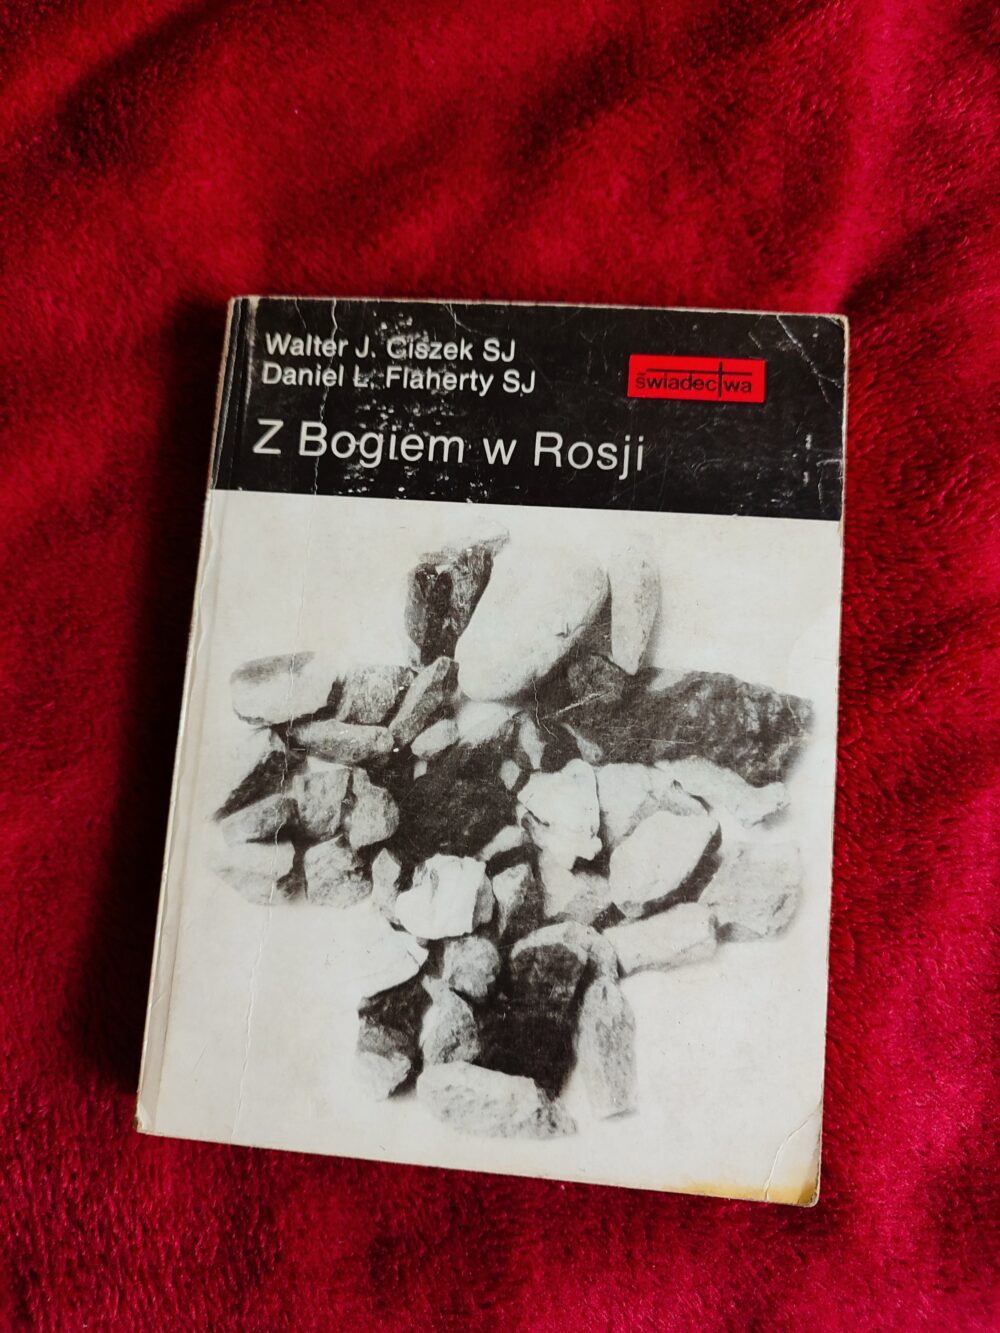 Walter J. Ciszek SJ
Daniel L. Flaherty SJ
świadectwa
Z Bogiem w Rosji